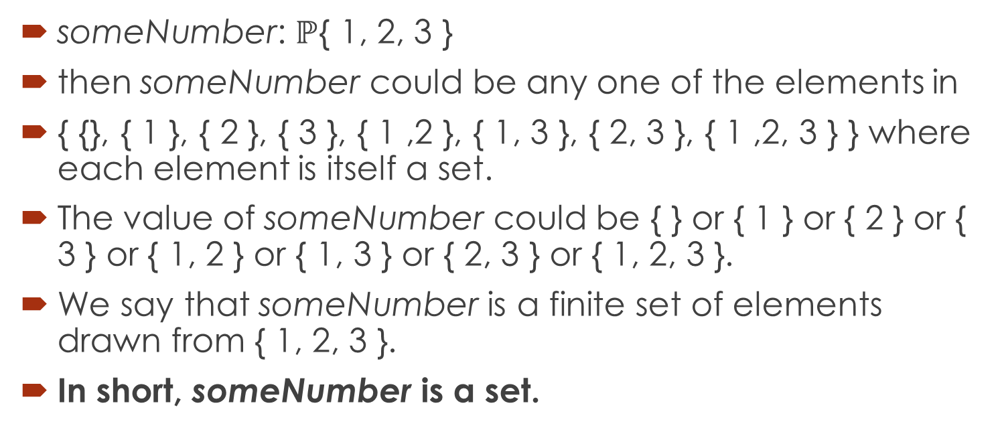 someNumber: ℙ{ 1, 2, 3 }
then someNumber could be any one of the elements in
{ {}, { 1 }, { 2 }, { 3 }, { 1 ,2 }, { 1, 3 }, { 2, 3 }, { 1 ,2, 3 } } where
each element is itself a set.
The value of someNumber could be { } or { 1 } or { 2 } or {
3 } or { 1, 2 } or { 1, 3 } or { 2, 3 } or { 1, 2, 3 }.
We say that someNumber is a finite set of elements
drawn from { 1, 2, 3 }.
In short, someNumber is a set.